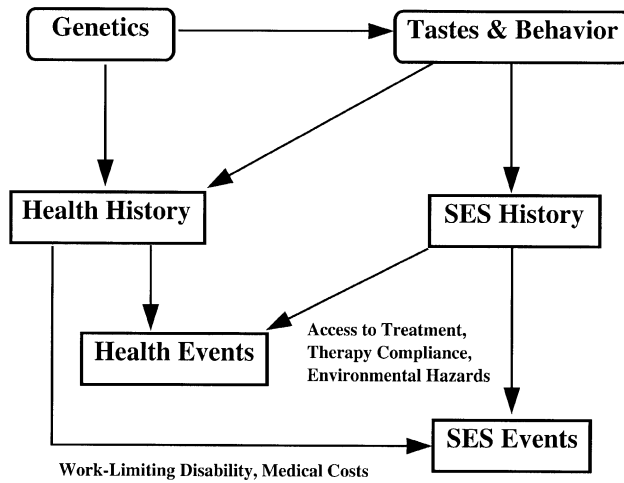 Genetics
Tastes & Behavior
Health History
SES History
Health Events
Access to Treatment,
Therapy Compliance,
Environmental Hazards
SES Events
Work-Limiting Disability, Medical Costs